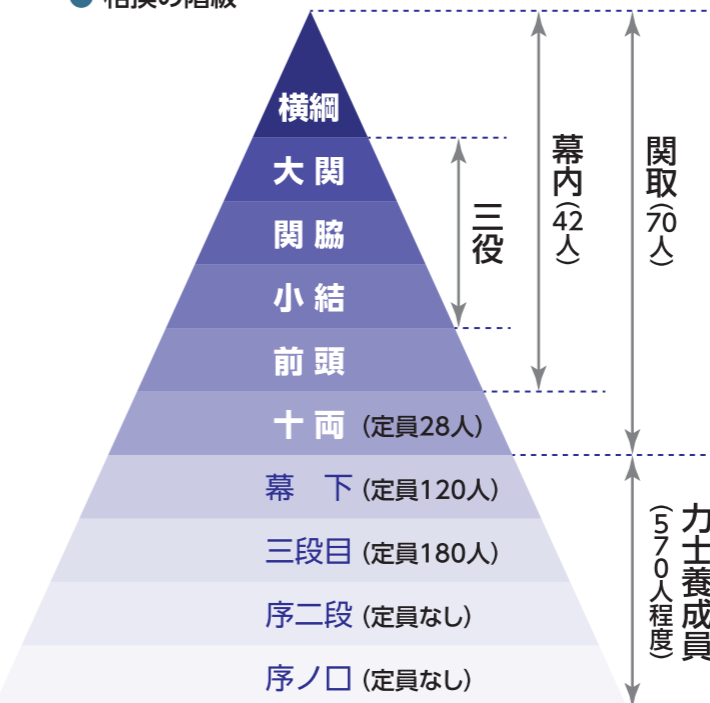 横綱
大関
関脇
小結
前頭
十両（定員28人）
幕　下（定員120人）
三段目（定員180人）
序二段（定員なし）
序ノ口（定員なし）
三役
幕内（42人）
関取（70人）
力士養成員
（570人程度）